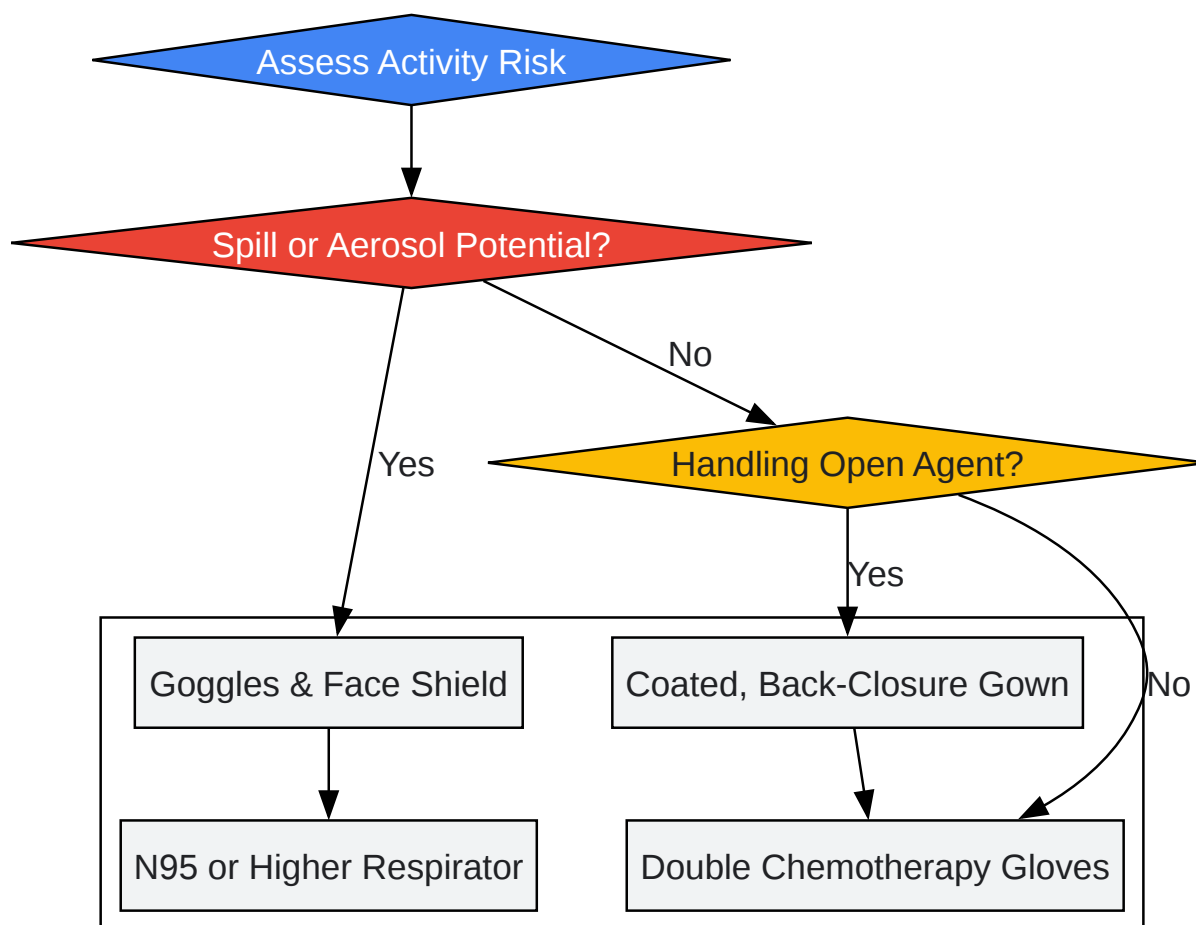 Assess Activity Risk
Spill or Aerosol Potential?
No
Yes
Handling Open Agent?
Yes
Goggles & Face Shield
Coated, Back-Closure Gown
No
N95 or Higher Respirator
Double Chemotherapy Gloves